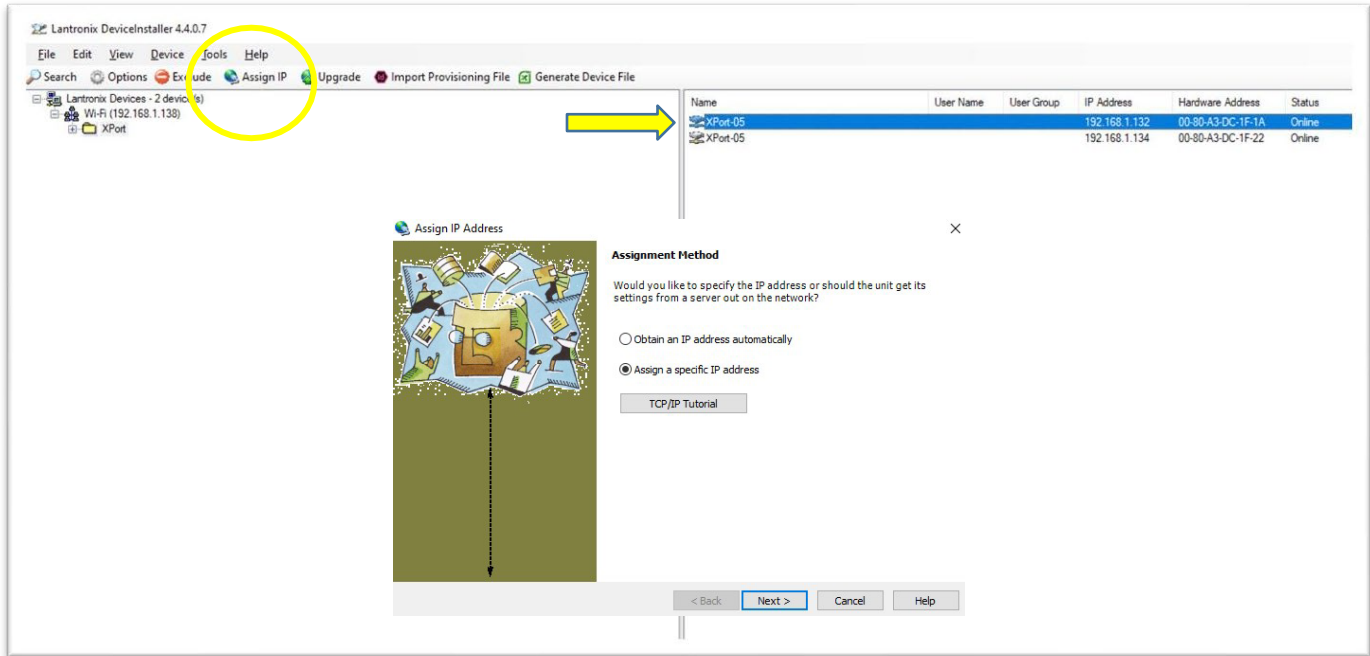 Lantronix DeviceInstaller 4.4.0.7
File Edit View Device Tools Help
Search Options Exclude Assign IP Upgrade Import Provisioning File Generate Device File
Lantronix Devices - 2 device(s)
Wi-Fi (192.168.1.138)
XPort
Name User Name User Group IP Address Hardware Address Status
XPort-05 192.168.1.132 00-80-A3-DC-1F-1A Online
XPort-05 192.168.1.134 00-80-A3-DC-1F-22 Online
Assign IP Address
Assignment Method
Would you like to specify the IP address or should the unit get its
settings from a server out on the network?
Obtain an IP address automatically
Assign a specific IP address
TCP/IP Tutorial
< Back Next > Cancel Help